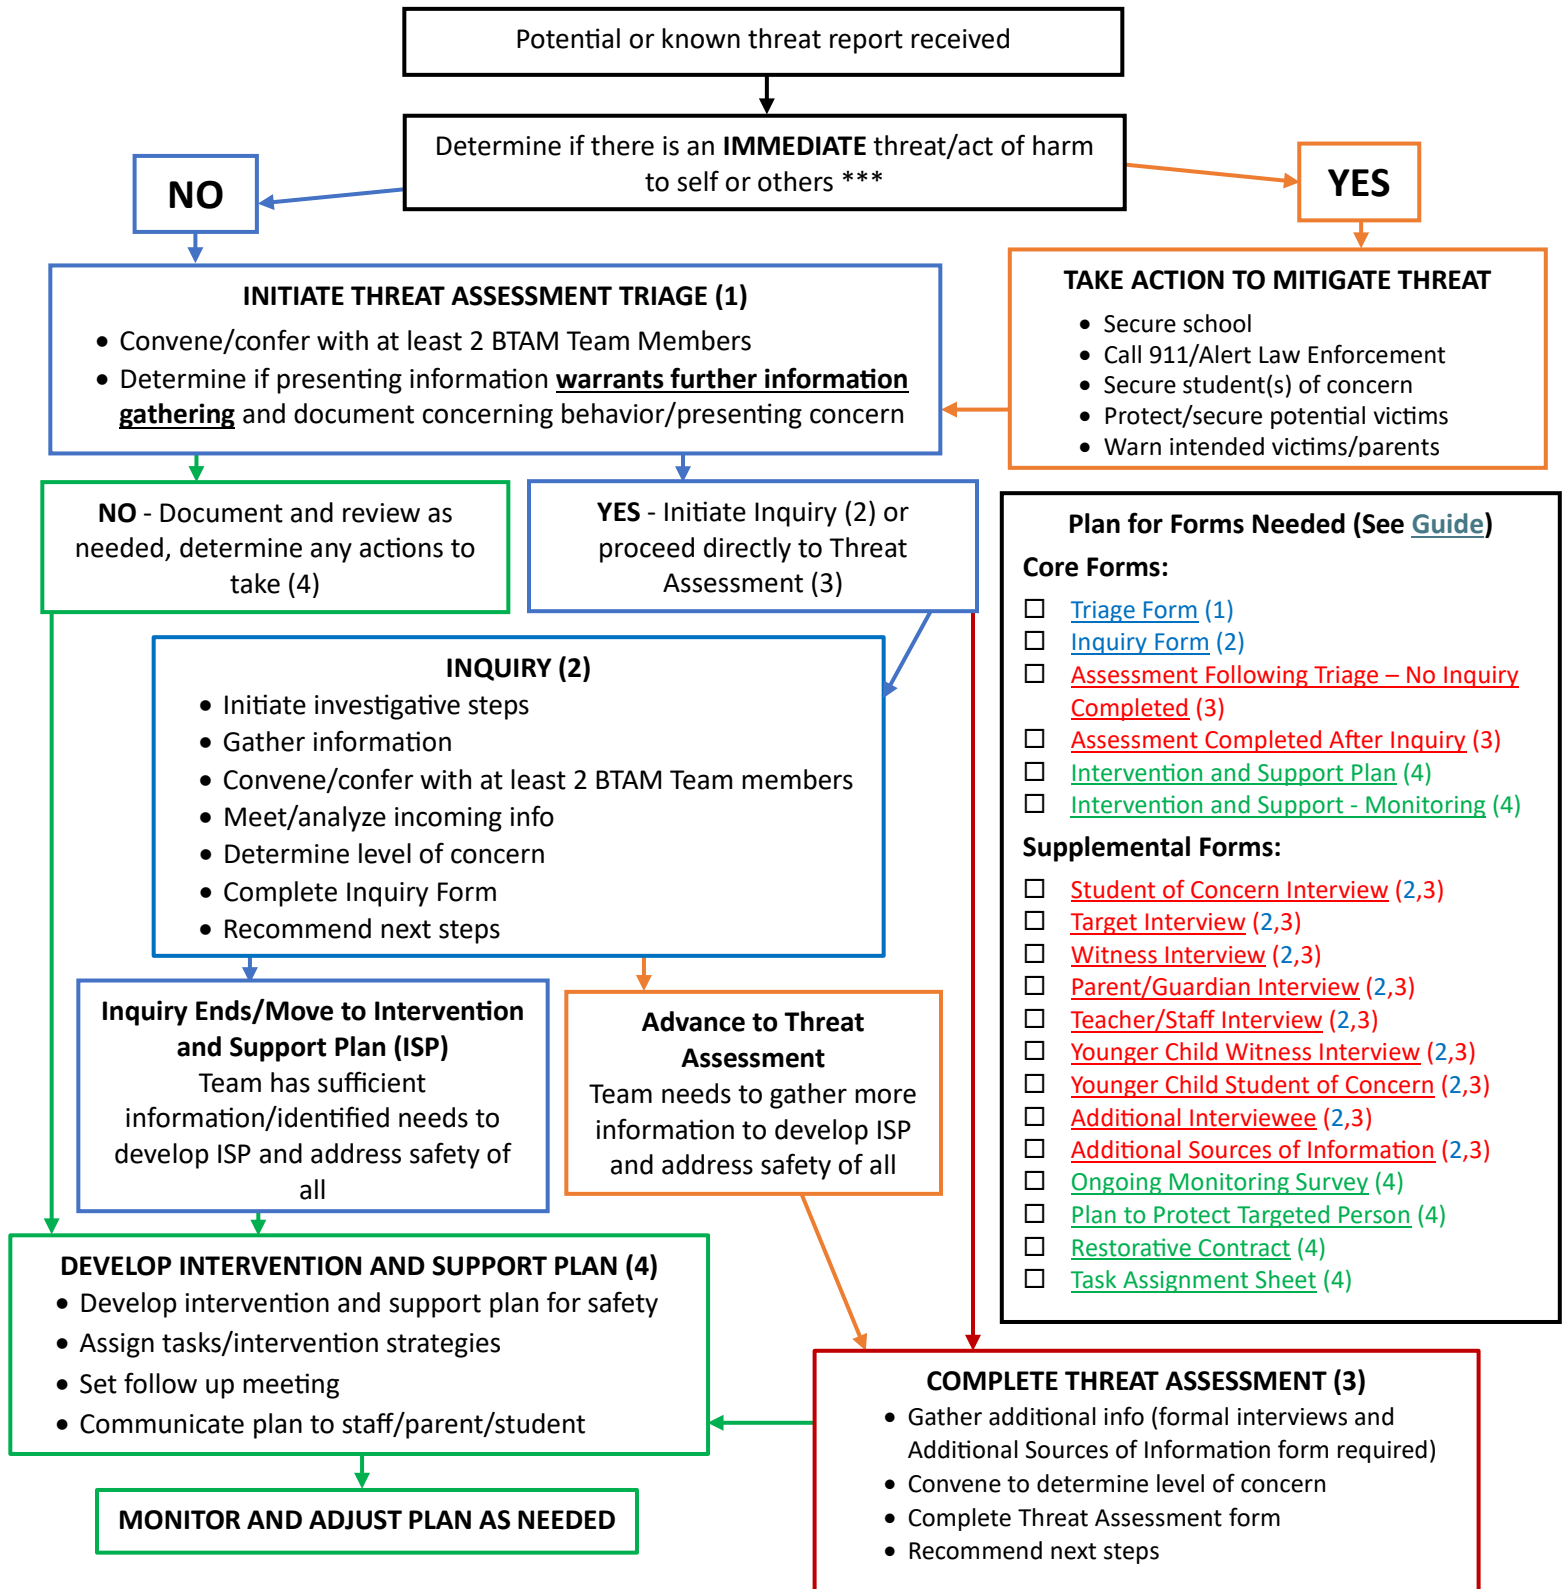 Potential or known threat report received
Determine if there is an IMMEDIATE threat/act of harm
to self or others ***
NO
YES
INITIATE THREAT ASSESSMENT TRIAGE (1)
• Convene/confer with at least 2 BTAM Team Members
• Determine if presenting information warrants further information
gathering and document concerning behavior/presenting concern
TAKE ACTION TO MITIGATE THREAT
• Secure school
• Call 911/Alert Law Enforcement
• Secure student(s) of concern
• Protect/secure potential victims
• Warn intended victims/parents
NO - Document and review as
needed, determine any actions to
take (4)
YES - Initiate Inquiry (2) or
proceed directly to Threat
Assessment (3)
INQUIRY (2)
• Initiate investigative steps
• Gather information
• Convene/confer with at least 2 BTAM Team members
• Meet/analyze incoming info
• Determine level of concern
• Complete Inquiry Form
• Recommend next steps
Inquiry Ends/Move to Intervention
and Support Plan (ISP)
Team has sufficient
information/identified needs to
develop ISP and address safety of
all
Advance to Threat
Assessment
Team needs to gather more
information to develop ISP
and address safety of all
DEVELOP INTERVENTION AND SUPPORT PLAN (4)
• Develop intervention and support plan for safety
• Assign tasks/intervention strategies
• Set follow up meeting
• Communicate plan to staff/parent/student
MONITOR AND ADJUST PLAN AS NEEDED
Plan for Forms Needed (See Guide)
Core Forms:
☐ Triage Form (1)
☐ Inquiry Form (2)
☐ Assessment Following Triage – No Inquiry
Completed (3)
☐ Assessment Completed After Inquiry (3)
☐ Intervention and Support Plan (4)
☐ Intervention and Support - Monitoring (4)
Supplemental Forms:
☐ Student of Concern Interview (2,3)
☐ Target Interview (2,3)
☐ Witness Interview (2,3)
☐ Parent/Guardian Interview (2,3)
☐ Teacher/Staff Interview (2,3)
☐ Younger Child Witness Interview (2,3)
☐ Younger Child Student of Concern (2,3)
☐ Additional Interviewee (2,3)
☐ Additional Sources of Information (2,3)
☐ Ongoing Monitoring Survey (4)
☐ Plan to Protect Targeted Person (4)
☐ Restorative Contract (4)
☐ Task Assignment Sheet (4)
COMPLETE THREAT ASSESSMENT (3)
• Gather additional info (formal interviews and
Additional Sources of Information form required)
• Convene to determine level of concern
• Complete Threat Assessment form
• Recommend next steps